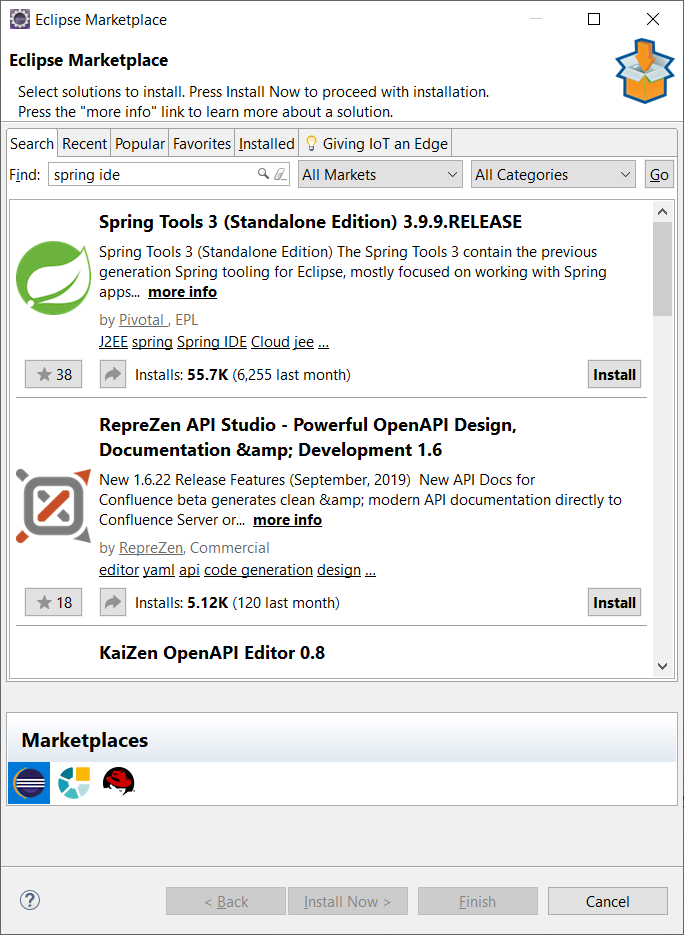 Eclipse Marketplace
Eclipse Marketplace
Select solutions to install. Press Install Now to proceed with installation.
Press the "more info" link to learn more about a solution.
Search Recent Popular Favorites Installed Giving IoT an Edge
Find: spring ide All Markets All Categories Go
Spring Tools 3 (Standalone Edition) 3.9.9.RELEASE
Spring Tools 3 (Standalone Edition) The Spring Tools 3 contain the previous
generation Spring tooling for Eclipse, mostly focused on working with Spring
apps... more info
by Pivotal , EPL
J2EE spring Spring IDE Cloud jee ...
38 Installs: 55.7K (6,255 last month) Install
RepreZen API Studio - Powerful OpenAPI Design,
Documentation &amp; Development 1.6
New 1.6.22 Release Features (September, 2019)  New API Docs for
Confluence beta generates clean &amp; modern API documentation directly to
Confluence Server or... more info
by RepreZen, Commercial
editor yaml api code generation design ...
18 Installs: 5.12K (120 last month) Install
KaiZen OpenAPI Editor 0.8
Marketplaces
? < Back Install Now > Finish Cancel